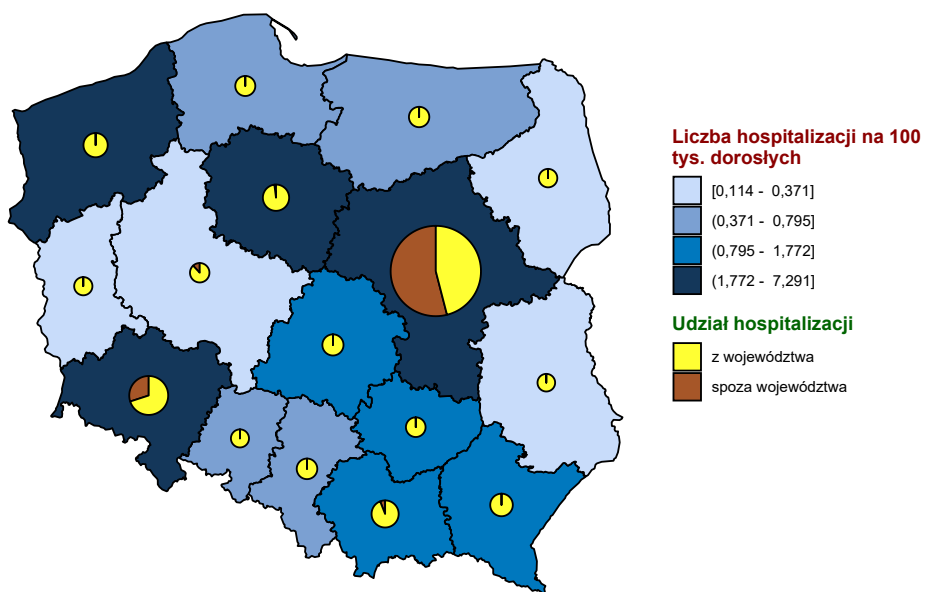 Liczba hospitalizacji na 100
tys. dorosłych
[0,114 - 0,371]
(0,371 - 0,795]
(0,795 - 1,772]
(1,772 - 7,291]
Udział hospitalizacji
z województwa
spoza województwa